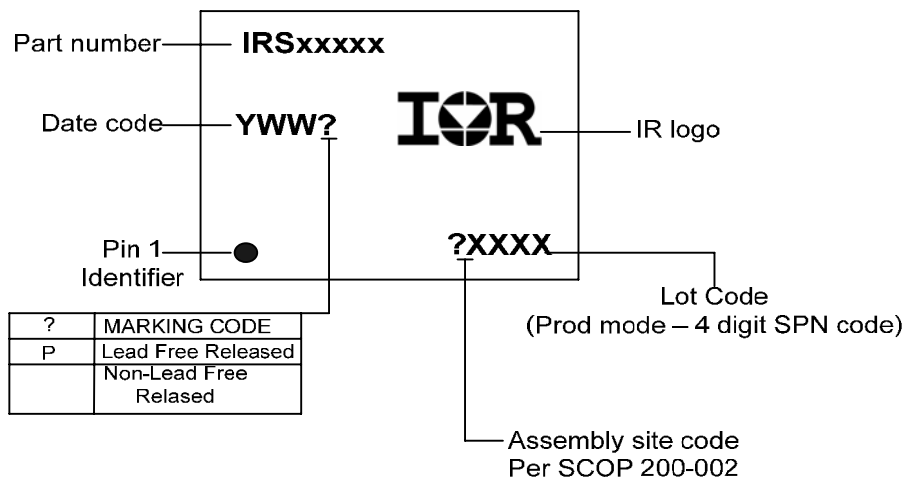 Part number
IRSxxxxx
Date code
YWW?
IOR
IR logo
Pin 1
Identifier
?XXXX
Lot Code
(Prod mode – 4 digit SPN code)
? MARKING CODE
P Lead Free Released
Non-Lead Free
Relased
Assembly site code
Per SCOP 200-002